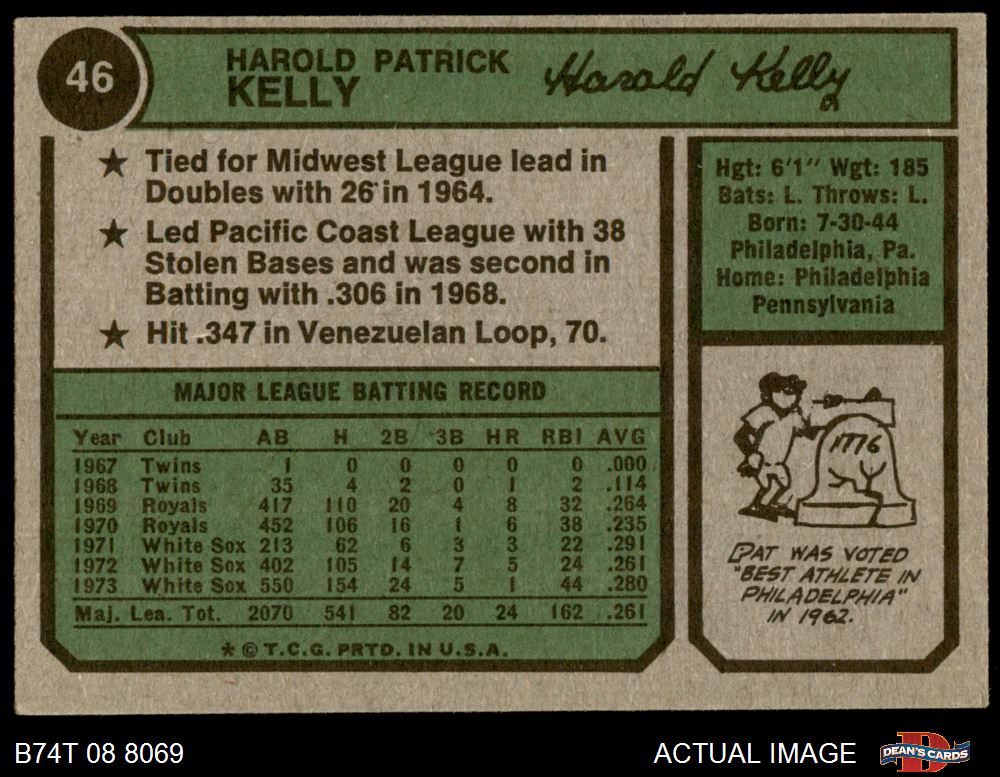 46
HAROLD PATRICK
KELLY
Harold Kelly
★ Tied for Midwest League lead in
Doubles with 26 in 1964.
★ Led Pacific Coast League with 38
Stolen Bases and was second in
Batting with .306 in 1968.
★ Hit .347 in Venezuelan Loop, 70.
Hgt: 6'1" Wgt: 185
Bats: L. Throws: L.
Born: 7-30-44
Philadelphia, Pa.
Home: Philadelphia
Pennsylvania
MAJOR LEAGUE BATTING RECORD
Year Club AB H 2B 3B HR RBI AVG
1967 Twins 1 0 0 0 0 0 .000
1968 Twins 35 4 2 0 1 2 .114
1969 Royals 417 110 20 4 8 32 .264
1970 Royals 452 106 16 1 6 38 .235
1971 White Sox 213 62 6 3 3 22 .291
1972 White Sox 402 105 14 7 5 24 .261
1973 White Sox 550 154 24 5 1 44 .280
Maj. Lea. Tot. 2070 541 82 20 24 162 .261
* © T.C.G. PRTD. IN U.S.A.
1776
PAT WAS VOTED
"BEST ATHLETE IN
PHILADELPHIA"
IN 1962.
B74T 08 8069
ACTUAL IMAGE
D
DEAN'S CARDS